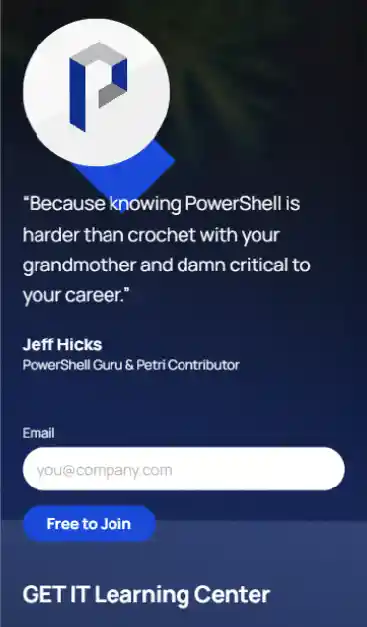 “Because knowing PowerShell is
harder than crochet with your
grandmother and damn critical to
your career.”
Jeff Hicks
PowerShell Guru & Petri Contributor
Email
you@company.com
Free to Join
GET IT Learning Center